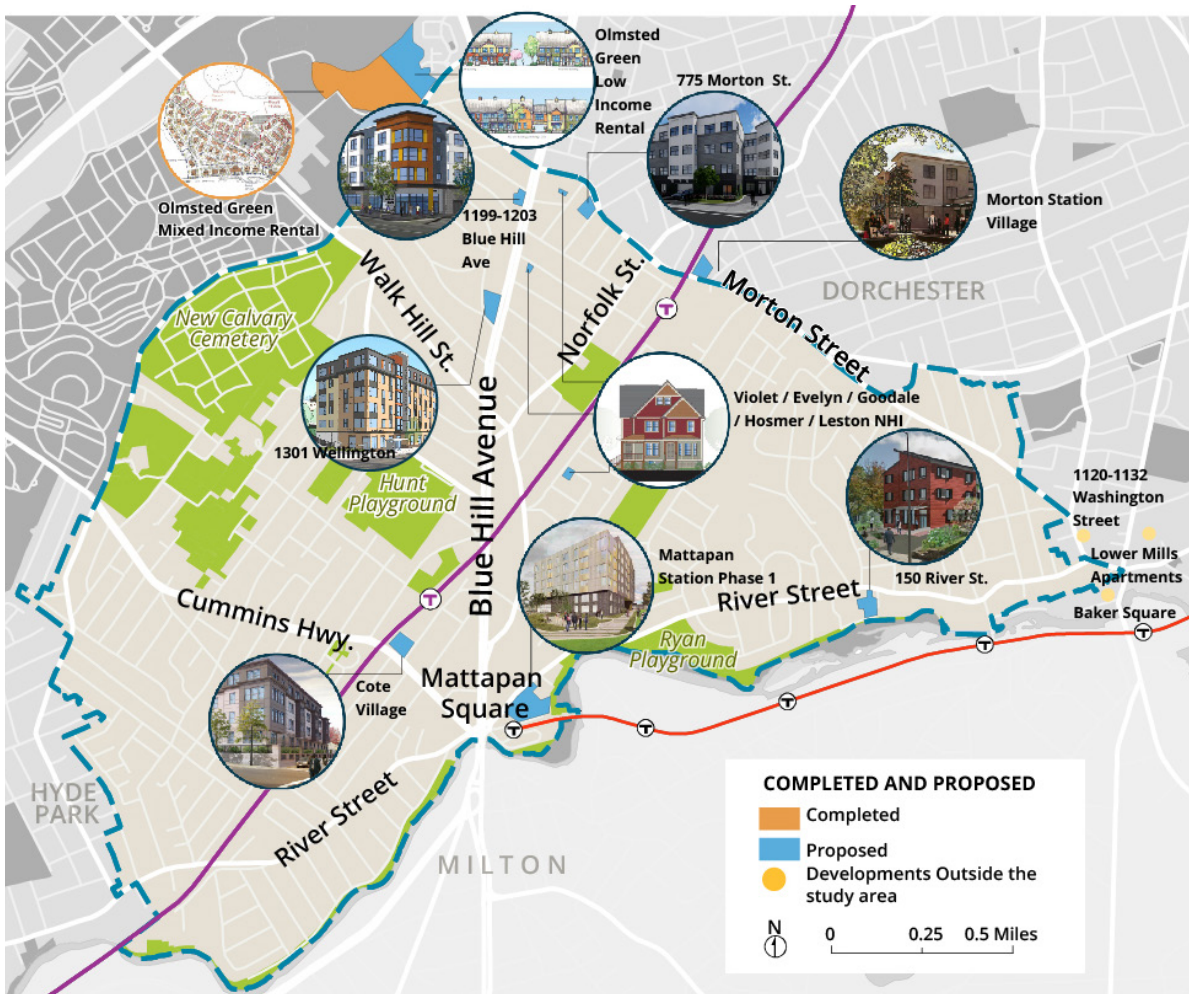 Olmsted
Green
Low
Income
Rental
775 Morton St.
Morton Station
Village
Olmsted Green
Mixed Income Rental
1199-1203
Blue Hill
Ave
Walk Hill St.
Norfolk St.
Morton Street
DORCHESTER
New Calvary
Cemetery
Blue Hill Avenue
Violet / Evelyn / Goodale
/ Hosmer / Leston NHI
1301 Wellington
Hunt
Playground
1120-1132
Washington
Street
Lower Mills
Apartments
Baker Square
Mattapan
Station Phase 1
150 River St.
River Street
Cummins Hwy.
Ryan
Playground
Cote
Village
Mattapan
Square
HYDE
PARK
River Street
MILTON
T
T
T
T
T
T
T
COMPLETED AND PROPOSED
Completed
Proposed
Developments Outside the
study area
N
0 0.25 0.5 Miles